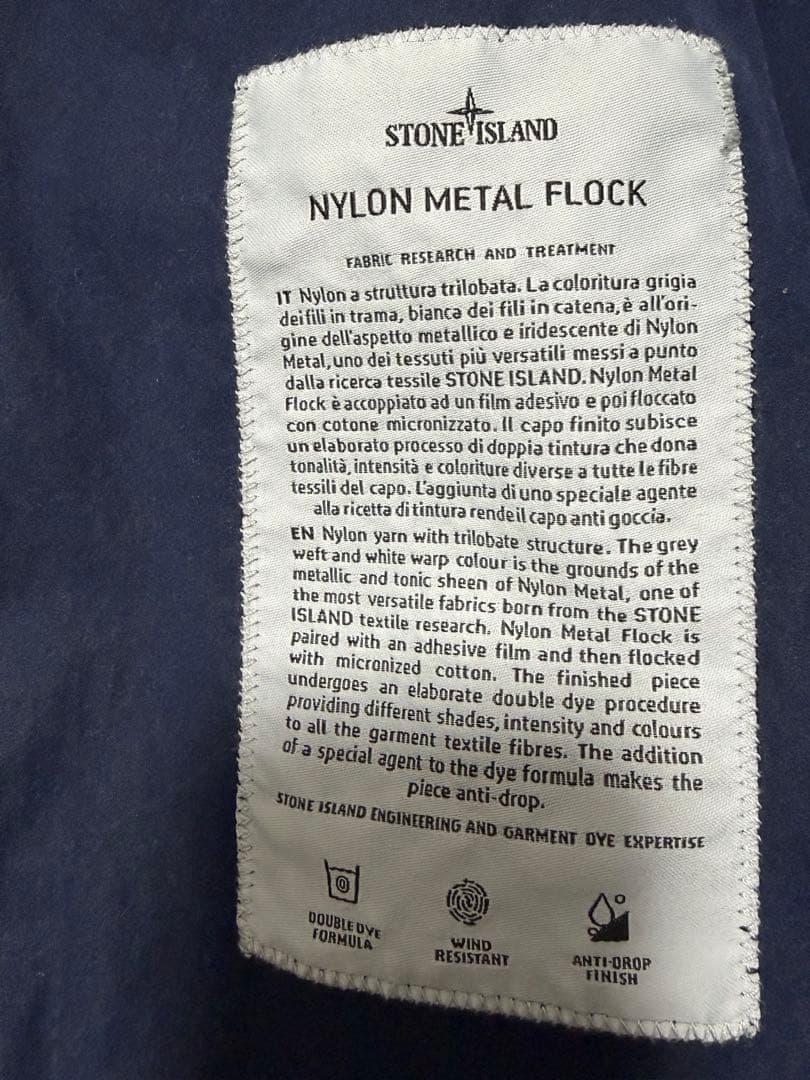 STONE ISLAND
NYLON METAL FLOCK
FABRIC RESEARCH AND TREATMENT
IT Nylon a struttura trilobata. La coloritura grigia
dei fili in trama, bianca dei fili in catena, è all'ori-
gine dell'aspetto metallico e iridescente di Nylon
Metal, uno dei tessuti più versatili messi a punto
dalla ricerca tessile STONE ISLAND. Nylon Metal
Flock è accoppiato ad un film adesivo e poi floccato
con cotone micronizzato. Il capo finito subisce
un elaborato processo di doppia tintura che dona
tonalità, intensità e coloriture diverse a tutte le fibre
tessili del capo. L'aggiunta di uno speciale agente
alla ricetta di tintura rende il capo anti goccia.
EN Nylon yarn with trilobate structure. The grey
weft and white warp colour is the grounds of the
metallic and tonic sheen of Nylon Metal, one of
the most versatile fabrics born from the STONE
ISLAND textile research. Nylon Metal Flock is
paired with an adhesive film and then flocked
with micronized cotton. The finished piece
undergoes an elaborate double dye procedure
providing different shades, intensity and colours
to all the garment textile fibres. The addition
of a special agent to the dye formula makes the
piece anti-drop.
STONE ISLAND ENGINEERING AND GARMENT DYE EXPERTISE
DOUBLE DYE
FORMULA
WIND
RESISTANT
ANTI-DROP
FINISH